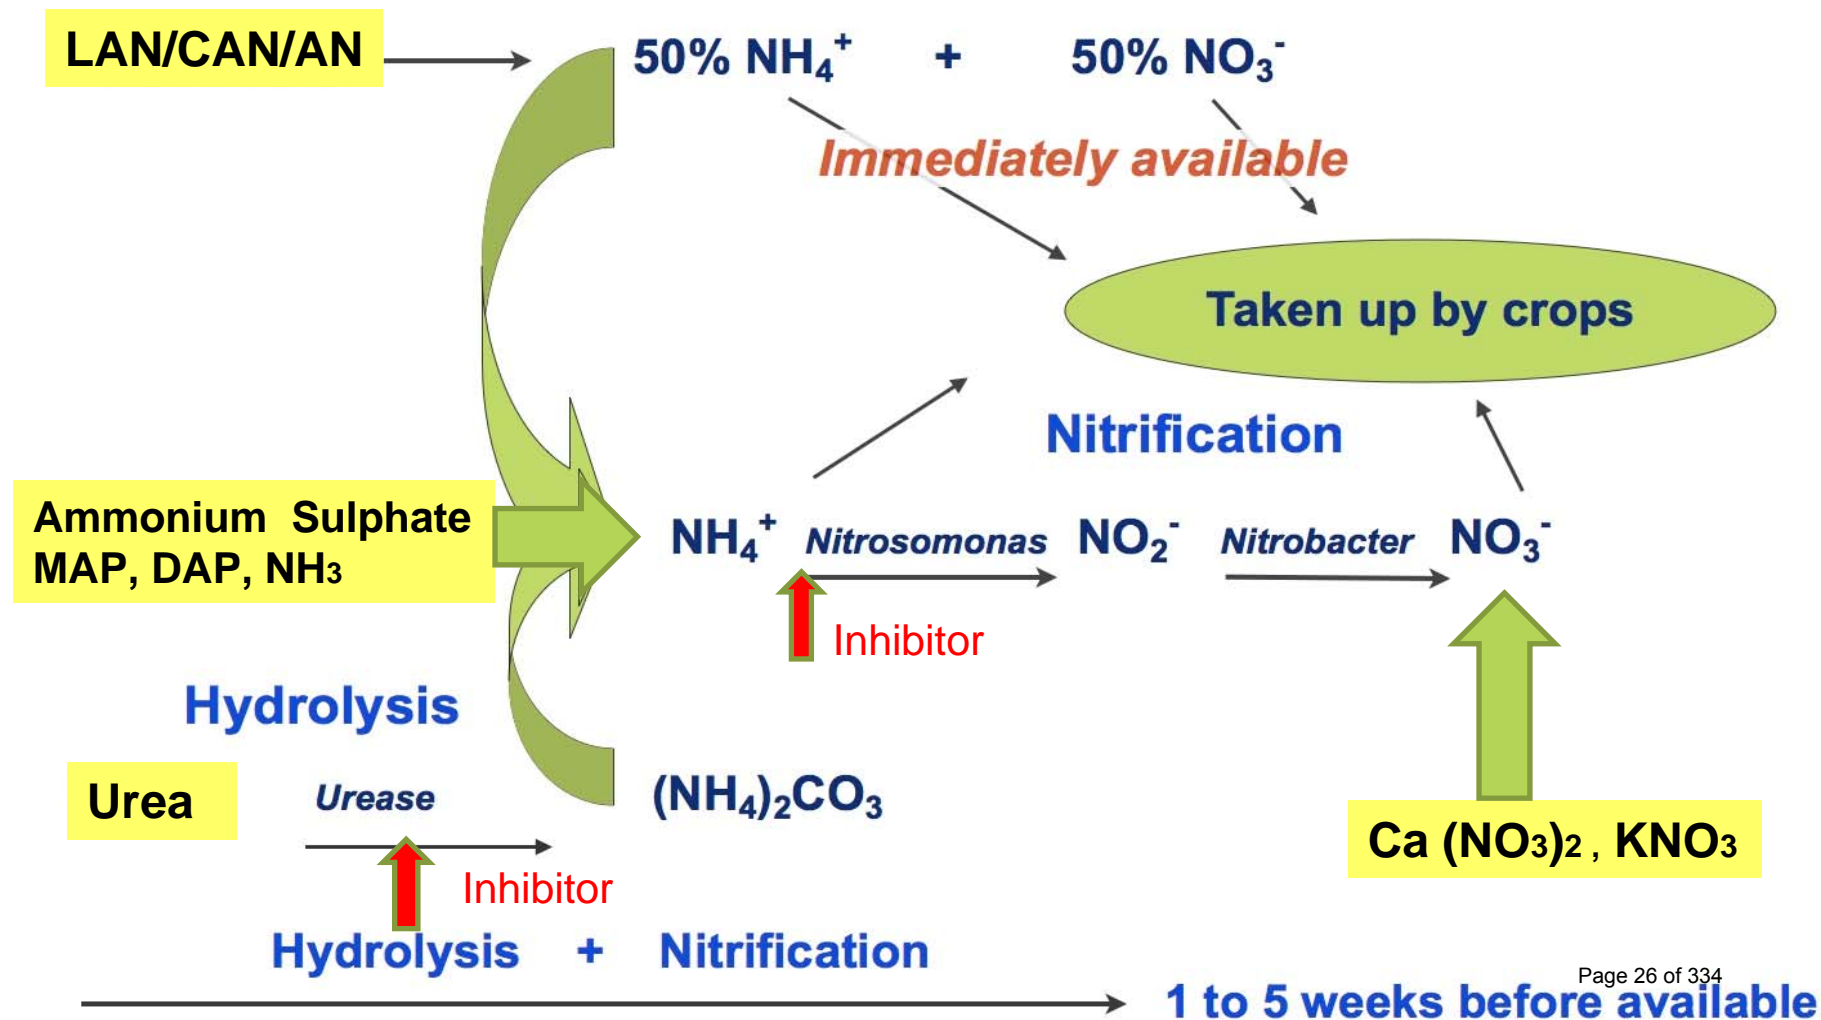 LAN/CAN/AN
50% NH₄⁺ + 50% NO₃⁻
Immediately available
Taken up by crops
Nitrification
Ammonium Sulphate
MAP, DAP, NH₃
NH₄⁺ Nitrosomonas NO₂⁻ Nitrobacter NO₃⁻
Inhibitor
Hydrolysis
Urea
Urease
(NH₄)₂CO₃
Ca (NO₃)₂ , KNO₃
Inhibitor
Hydrolysis + Nitrification
Page 26 of 334
1 to 5 weeks before available